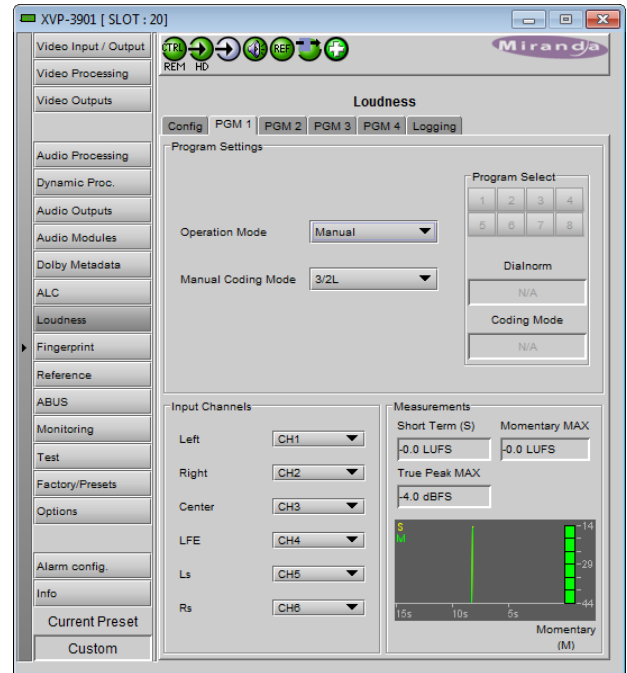 XVP-3901 [ SLOT : 20]
Video Input / Output
Video Processing
Video Outputs
Audio Processing
Dynamic Proc.
Audio Outputs
Audio Modules
Dolby Metadata
ALC
Loudness
Fingerprint
Reference
ABUS
Monitoring
Test
Factory/Presets
Options
Alarm config.
Info
Current Preset
Custom
CTRL
REF
REM HD
Miranda
Loudness
Config PGM 1 PGM 2 PGM 3 PGM 4 Logging
Program Settings
Operation Mode Manual
Manual Coding Mode 3/2L
Program Select
1 2 3 4
5 6 7 8
Dialnorm
N/A
Coding Mode
N/A
Input Channels
Left CH1
Right CH2
Center CH3
LFE CH4
Ls CH5
Rs CH6
Measurements
Short Term (S) Momentary MAX
-0.0 LUFS -0.0 LUFS
True Peak MAX
-4.0 dBFS
S
M
-14
-29
-44
15s 10s 5s
Momentary
(M)